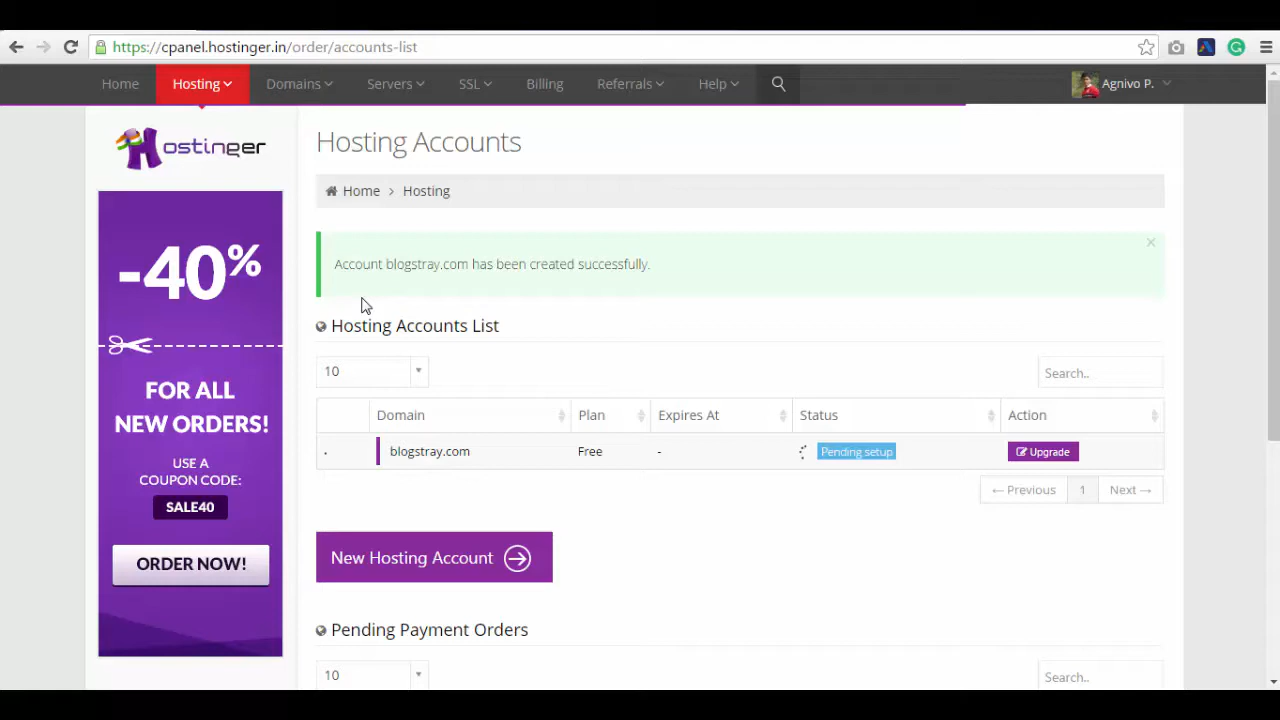 https://cpanel.hostinger.in/order/accounts-list
Home Hosting Domains Servers SSL Billing Referrals Help Agnivo P.
Hostinger
-40%
FOR ALL
NEW ORDERS!
USE A
COUPON CODE:
SALE40
ORDER NOW!
Hosting Accounts
Home > Hosting
Account blogstray.com has been created successfully.
×
Hosting Accounts List
10 Search..
Domain Plan Expires At Status Action
. blogstray.com Free - Pending setup Upgrade
← Previous 1 Next →
New Hosting Account
Pending Payment Orders
10 Search..